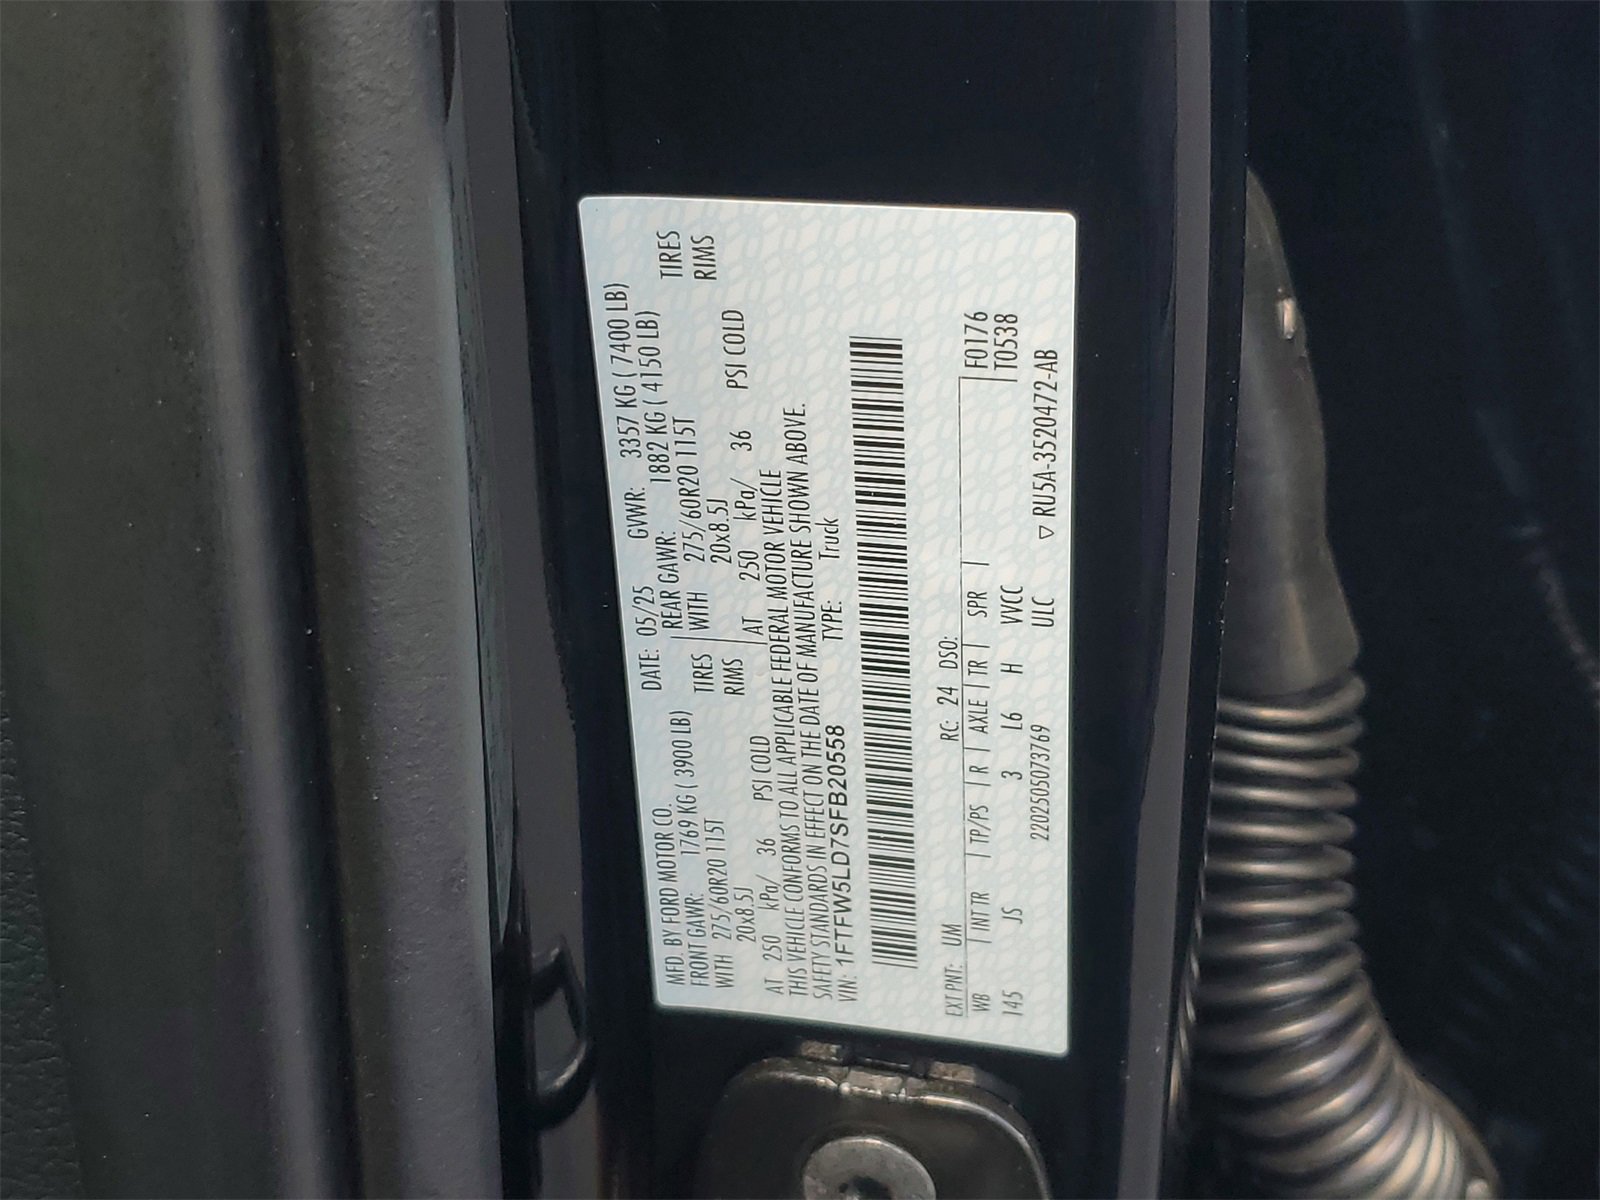 MFD. BY FORD MOTOR CO. DATE: 05/25 GVWR: 3357 KG ( 7400 LB)
FRONT GAWR: 1769 KG ( 3900 LB) REAR GAWR: 1882 KG ( 4150 LB)
WITH 275/60R20 115T TIRES WITH 275/60R20 115T TIRES
20x8.5J RIMS 20x8.5J RIMS
AT 250 kPa/ 36 PSI COLD AT 250 kPa/ 36 PSI COLD
THIS VEHICLE CONFORMS TO ALL APPLICABLE FEDERAL MOTOR VEHICLE
SAFETY STANDARDS IN EFFECT ON THE DATE OF MANUFACTURE SHOWN ABOVE.
VIN: 1FTFW5LD7SFB20558 TYPE: Truck
EXT PNT: UM RC: 24 DSO: F0176
WB | INT TR | TP/PS | R | AXLE | TR | SPR | T0538
145 JS 3 L6 H VVCC
2202505073769 ULC ▽ RU5A-3520472-AB